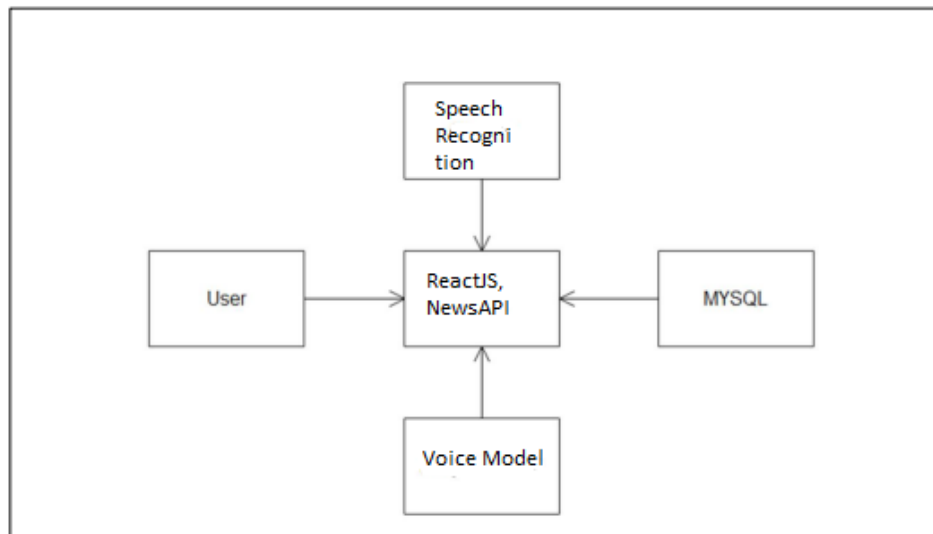 Speech
Recogni
tion
User
ReactJS,
NewsAPI
MYSQL
Voice Model